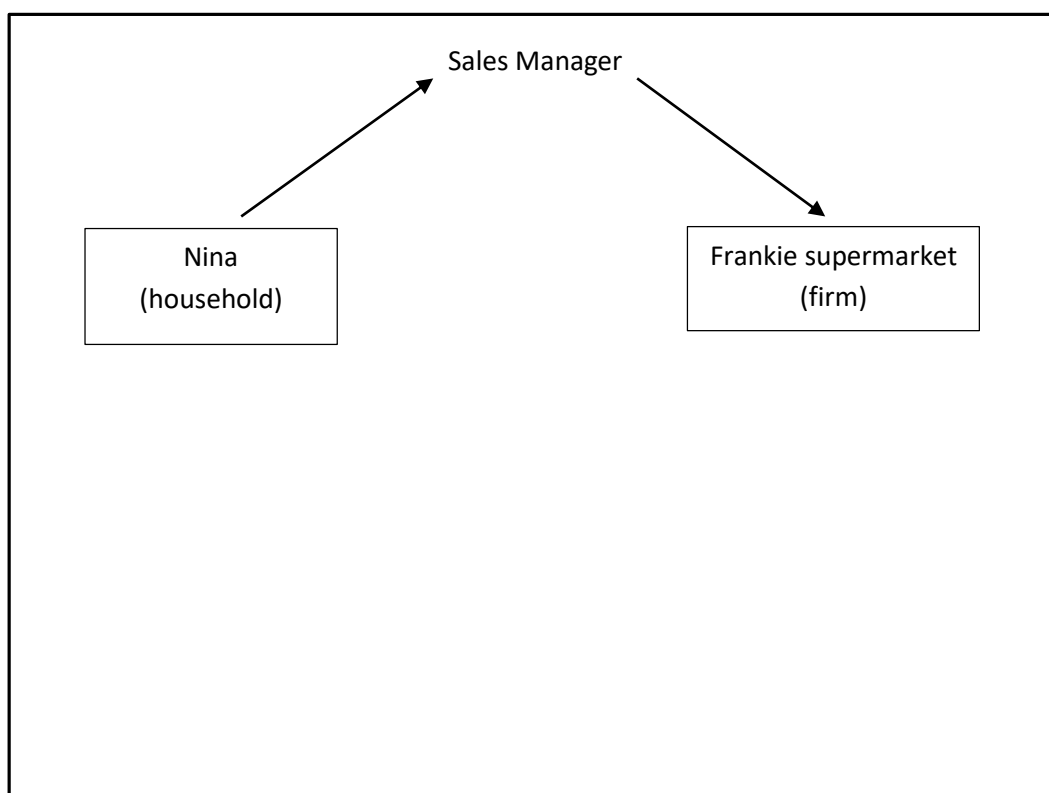 Sales Manager
Nina
(household)
Frankie supermarket
(firm)